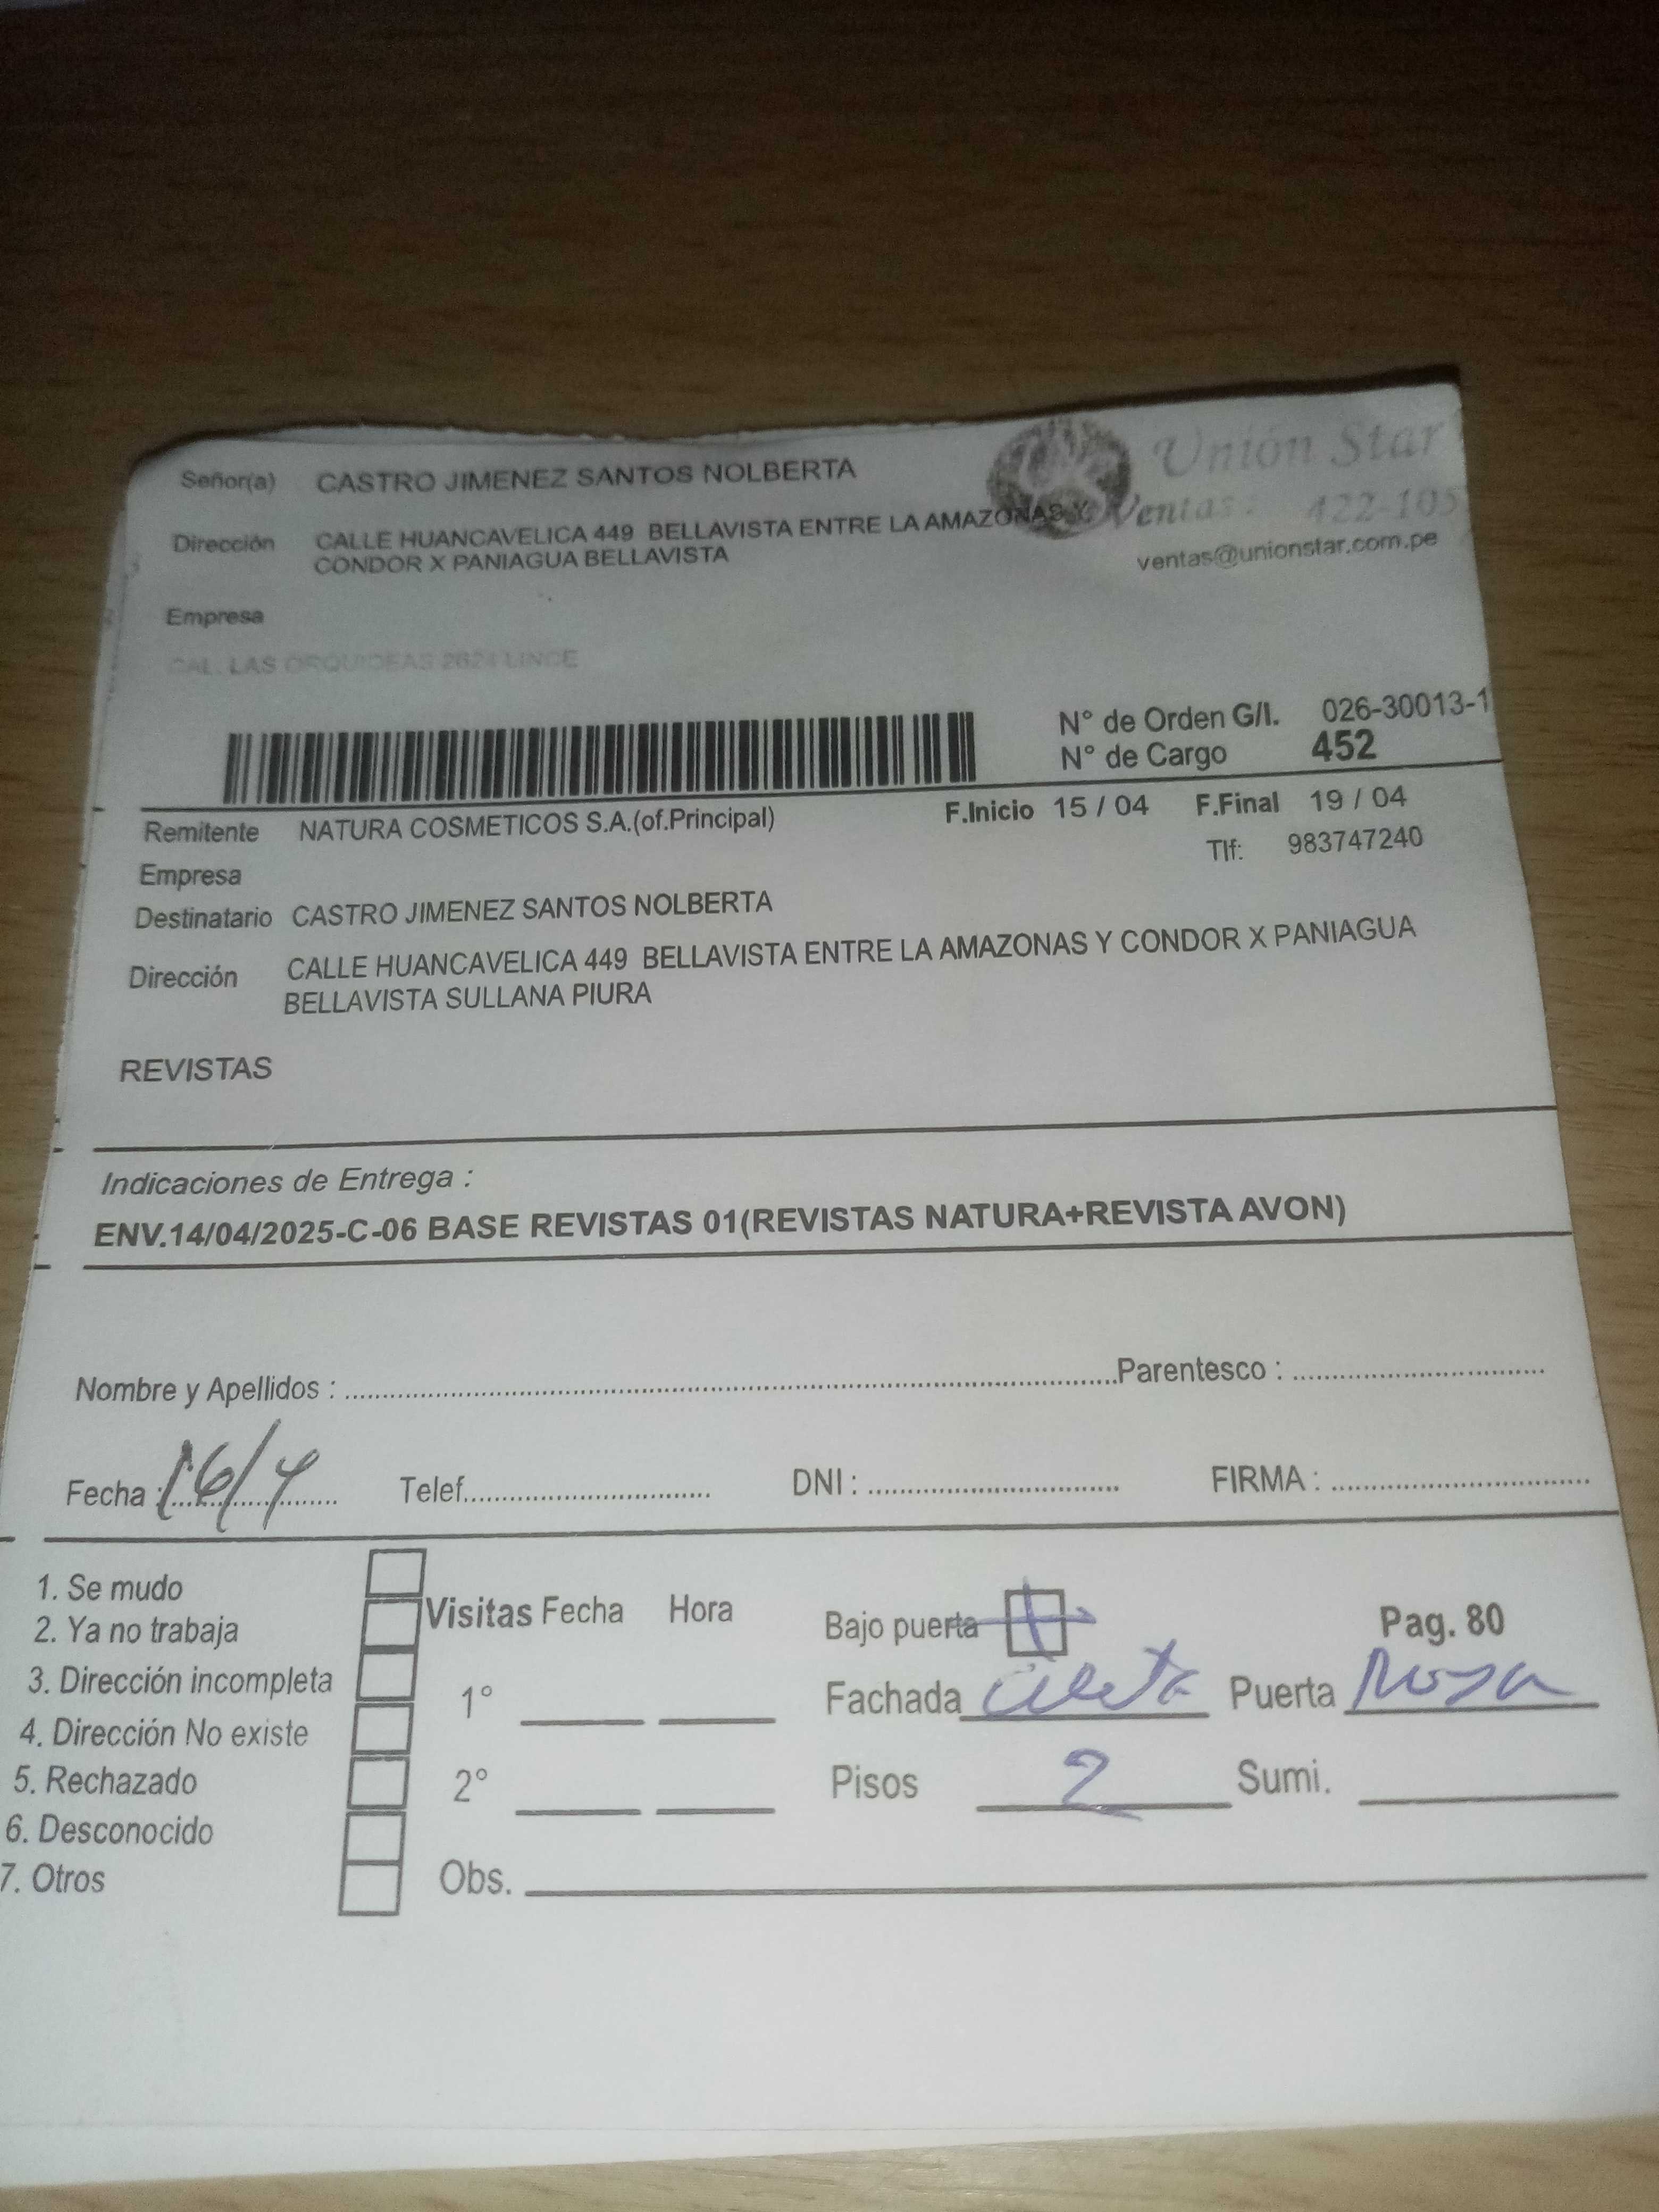 Señor(a) CASTRO JIMENEZ SANTOS NOLBERTA
Unión Star
Dirección CALLE HUANCAVELICA 449 BELLAVISTA ENTRE LA AMAZONAS Y
CONDOR X PANIAGUA BELLAVISTA
Ventas: 422-105
ventas@unionstar.com.pe
Empresa
CAL. LAS ORQUIDEAS 2624 LINCE
N° de Orden G/I. 026-30013-1
N° de Cargo 452
Remitente NATURA COSMETICOS S.A.(of.Principal) F.Inicio 15 / 04 F.Final 19 / 04
Tlf: 983747240
Empresa
Destinatario CASTRO JIMENEZ SANTOS NOLBERTA
Dirección CALLE HUANCAVELICA 449 BELLAVISTA ENTRE LA AMAZONAS Y CONDOR X PANIAGUA
BELLAVISTA SULLANA PIURA
REVISTAS
Indicaciones de Entrega :
ENV.14/04/2025-C-06 BASE REVISTAS 01(REVISTAS NATURA+REVISTA AVON)
Nombre y Apellidos : Parentesco :
Fecha : 16/4 Telef. DNI : FIRMA :
1. Se mudo
2. Ya no trabaja
3. Dirección incompleta
4. Dirección No existe
5. Rechazado
6. Desconocido
7. Otros
Visitas Fecha Hora
1°
2°
Obs.
Bajo puerta Pag. 80
Fachada Puerta
Pisos 2 Sumi.